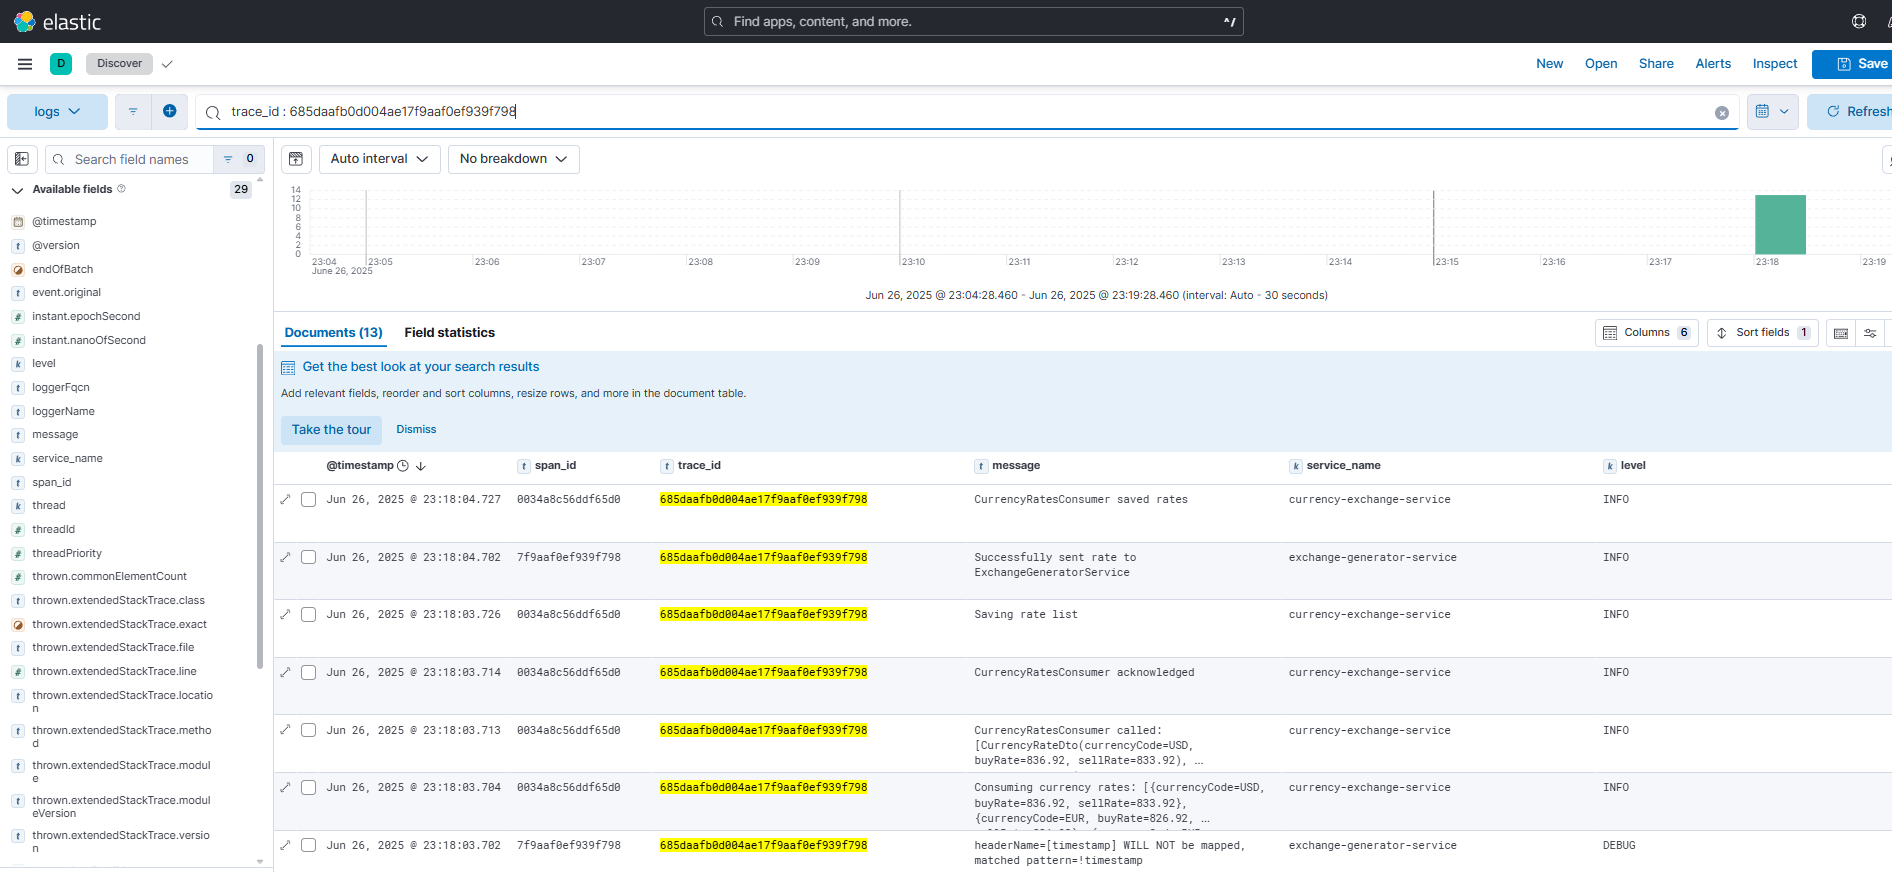 elastic
Find apps, content, and more.
^/
D
Discover
New
Open
Share
Alerts
Inspect
Save
logs
trace_id : 685daafb0d004ae17f9aaf0ef939f798
Refresh
Search field names
0
Auto interval
No breakdown
Available fields
29
@timestamp
@version
endOfBatch
event.original
instant.epochSecond
instant.nanoOfSecond
level
loggerFqcn
loggerName
message
service_name
span_id
thread
threadId
threadPriority
thrown.commonElementCount
thrown.extendedStackTrace.class
thrown.extendedStackTrace.exact
thrown.extendedStackTrace.file
thrown.extendedStackTrace.line
thrown.extendedStackTrace.locatio
n
thrown.extendedStackTrace.metho
d
thrown.extendedStackTrace.modul
e
thrown.extendedStackTrace.modul
eVersion
thrown.extendedStackTrace.versio
n
14
12
10
8
6
4
2
0
23:04
June 26, 2025
23:05
23:06
23:07
23:08
23:09
23:10
23:11
23:12
23:13
23:14
23:15
23:16
23:17
23:18
23:19
Jun 26, 2025 @ 23:04:28.460 - Jun 26, 2025 @ 23:19:28.460 (interval: Auto - 30 seconds)
Documents (13)
Field statistics
Columns 6
Sort fields 1
Get the best look at your search results
Add relevant fields, reorder and sort columns, resize rows, and more in the document table.
Take the tour
Dismiss
@timestamp
span_id
trace_id
message
service_name
level
Jun 26, 2025 @ 23:18:04.727 0034a8c56ddf65d0 685daafb0d004ae17f9aaf0ef939f798 CurrencyRatesConsumer saved rates currency-exchange-service INFO
Jun 26, 2025 @ 23:18:04.702 7f9aaf0ef939f798 685daafb0d004ae17f9aaf0ef939f798 Successfully sent rate to exchange-generator-service INFO
ExchangeGeneratorService
Jun 26, 2025 @ 23:18:03.726 0034a8c56ddf65d0 685daafb0d004ae17f9aaf0ef939f798 Saving rate list currency-exchange-service INFO
Jun 26, 2025 @ 23:18:03.714 0034a8c56ddf65d0 685daafb0d004ae17f9aaf0ef939f798 CurrencyRatesConsumer acknowledged currency-exchange-service INFO
Jun 26, 2025 @ 23:18:03.713 0034a8c56ddf65d0 685daafb0d004ae17f9aaf0ef939f798 CurrencyRatesConsumer called: currency-exchange-service INFO
[CurrencyRateDto(currencyCode=USD,
buyRate=836.92, sellRate=833.92), ...
Jun 26, 2025 @ 23:18:03.704 0034a8c56ddf65d0 685daafb0d004ae17f9aaf0ef939f798 Consuming currency rates: [{currencyCode=USD, currency-exchange-service INFO
buyRate=836.92, sellRate=833.92},
{currencyCode=EUR, buyRate=826.92, ...
Jun 26, 2025 @ 23:18:03.702 7f9aaf0ef939f798 685daafb0d004ae17f9aaf0ef939f798 headerName=[timestamp] WILL NOT be mapped, exchange-generator-service DEBUG
matched pattern=!timestamp